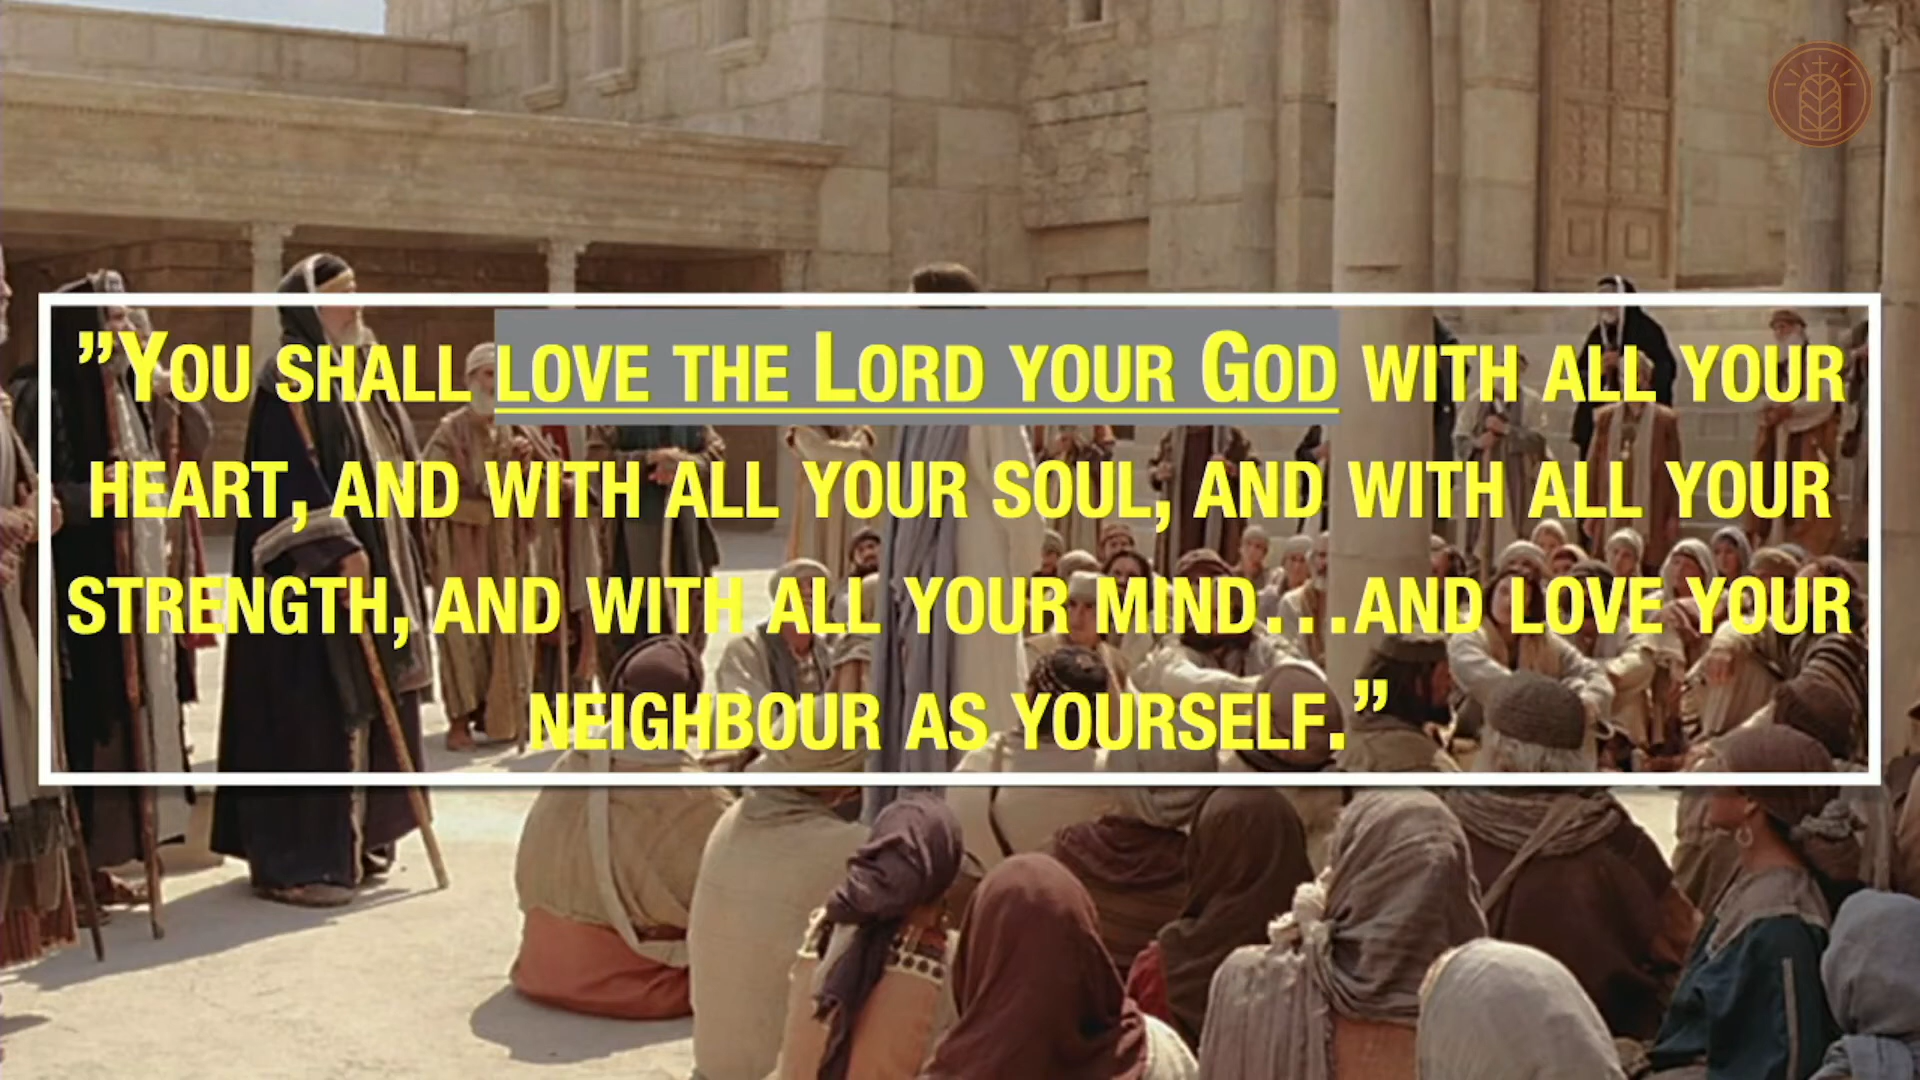 ”You shall love the Lord your God with all your
heart, and with all your soul, and with all your
strength, and with all your mind...and love your
neighbour as yourself.”